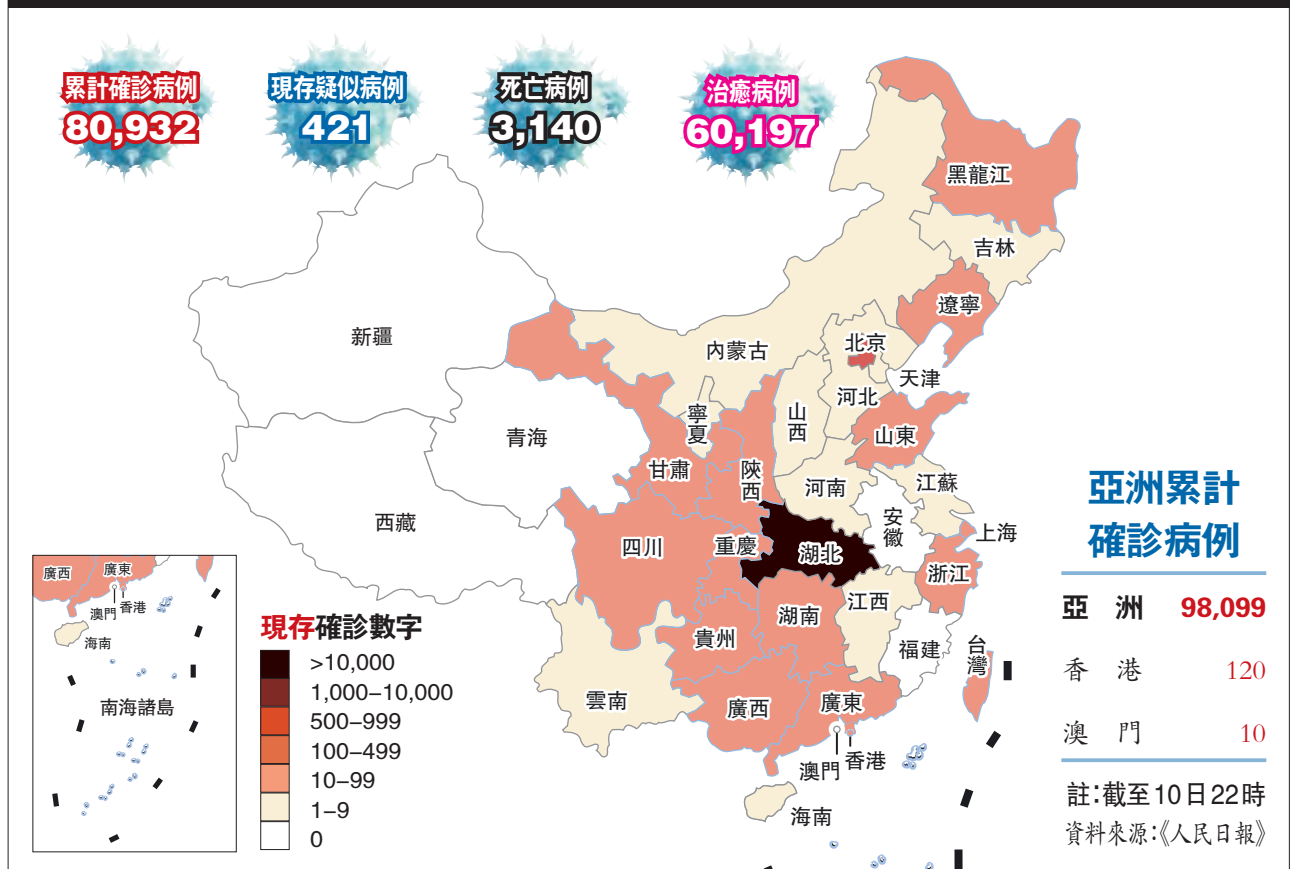 累計確診病例
80,932
現存疑似病例
421
死亡病例
3,140
治癒病例
60,197
黑龍江
吉林
遼寧
新疆
內蒙古
北京
天津
河北
山西
寧夏
山東
青海
甘肅
陝西
河南
江蘇
西藏
安徽
上海
四川
重慶
湖北
浙江
湖南
江西
貴州
福建
台灣
雲南
廣西
廣東
澳門
香港
海南
廣西
廣東
澳門
香港
海南
南海諸島
現存確診數字
>10,000
1,000–10,000
500–999
100–499
10–99
1–9
0
亞洲累計
確診病例
亞洲 98,099
香港 120
澳門 10
註:截至10日22時
資料來源:《人民日報》